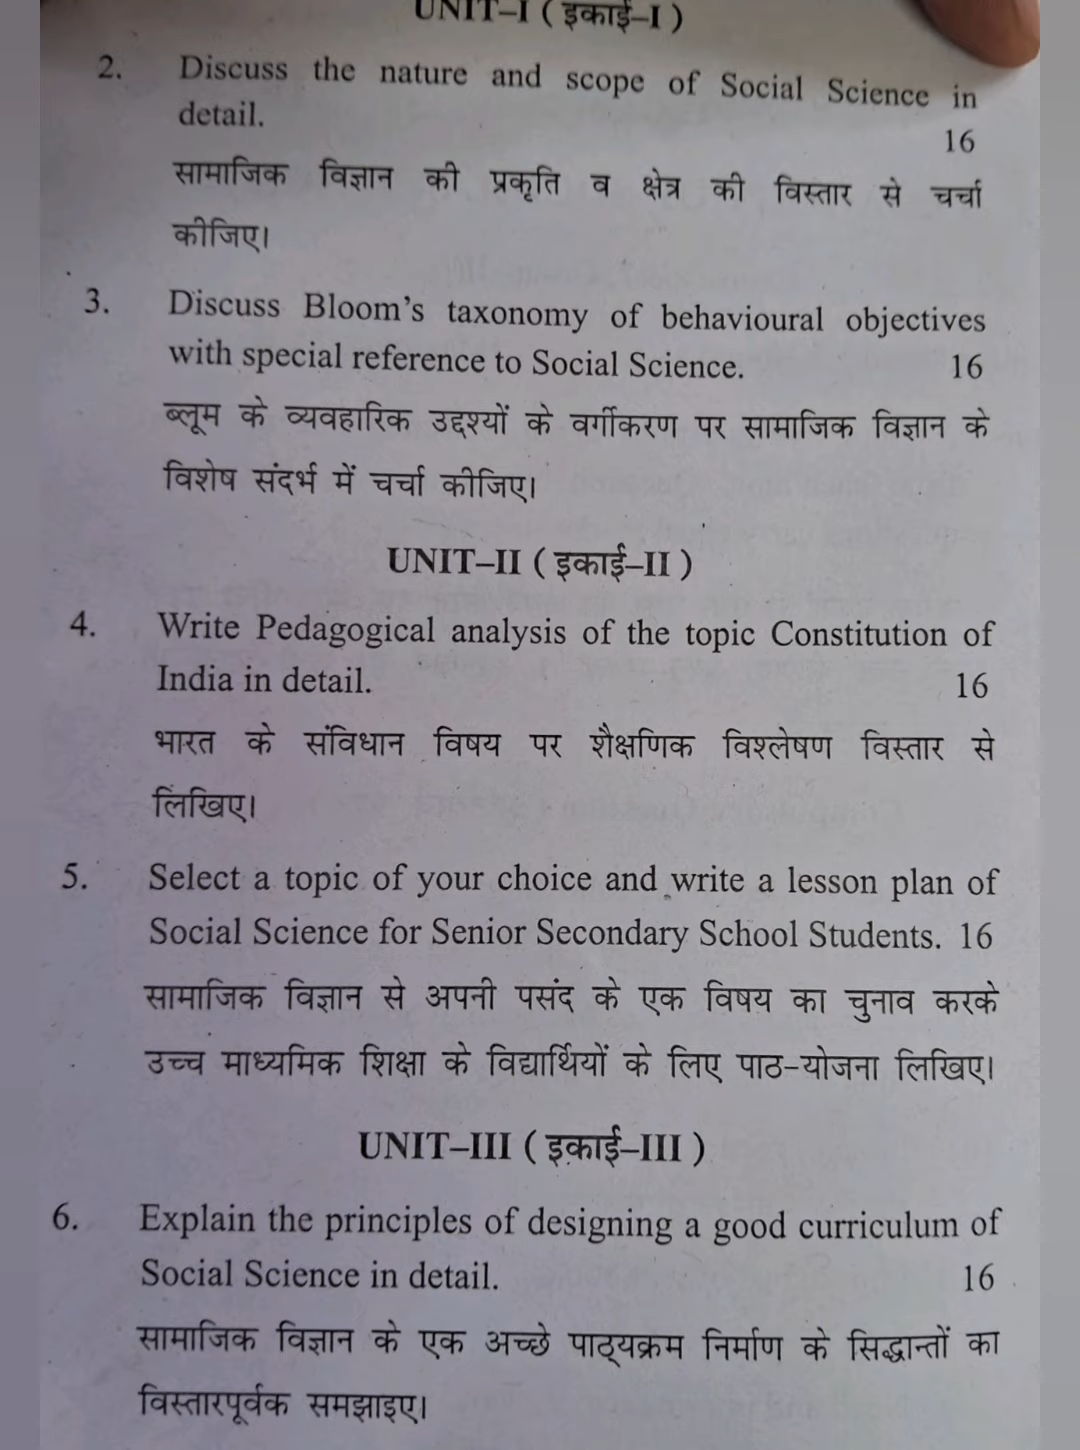 UNIT–I ( इकाई–I )
2. Discuss the nature and scope of Social Science in
detail. 16
सामाजिक विज्ञान की प्रकृति व क्षेत्र की विस्तार से चर्चा
कीजिए।
3. Discuss Bloom's taxonomy of behavioural objectives
with special reference to Social Science. 16
ब्लूम के व्यवहारिक उद्दश्यों के वर्गीकरण पर सामाजिक विज्ञान के
विशेष संदर्भ में चर्चा कीजिए।
UNIT–II ( इकाई–II )
4. Write Pedagogical analysis of the topic Constitution of
India in detail. 16
भारत के संविधान विषय पर शैक्षणिक विश्लेषण विस्तार से
लिखिए।
5. Select a topic of your choice and write a lesson plan of
Social Science for Senior Secondary School Students. 16
सामाजिक विज्ञान से अपनी पसंद के एक विषय का चुनाव करके
उच्च माध्यमिक शिक्षा के विद्यार्थियों के लिए पाठ-योजना लिखिए।
UNIT–III ( इकाई–III )
6. Explain the principles of designing a good curriculum of
Social Science in detail. 16
सामाजिक विज्ञान के एक अच्छे पाठ्यक्रम निर्माण के सिद्धान्तों का
विस्तारपूर्वक समझाइए।